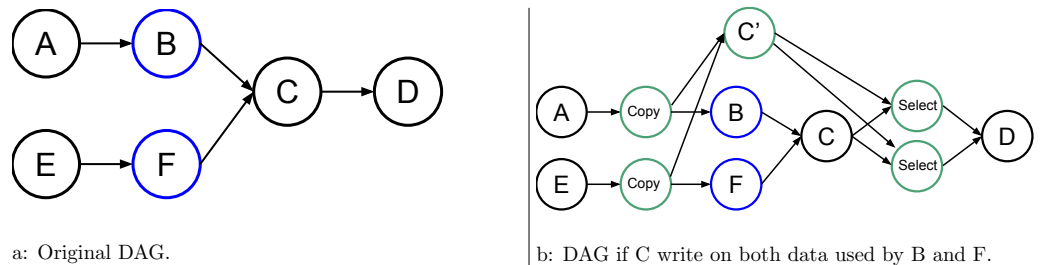 A
B
C
D
E
F
a: Original DAG.
C’
A
Copy
B
C
Select
D
E
Copy
F
Select
b: DAG if C write on both data used by B and F.